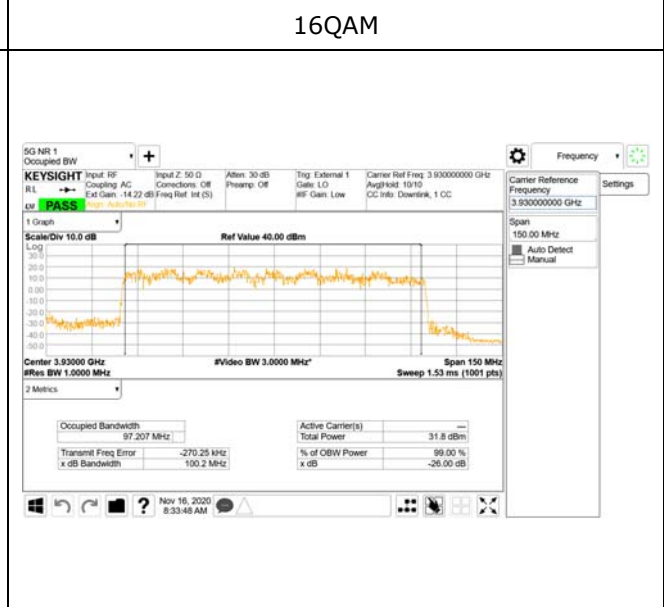 16QAM
5G NR 1
Occupied BW
Frequency
KEYSIGHT Input: RF Input Z: 50 Ω Atten: 30 dB Trig: External 1 Carrier Ref Freq: 3.930000000 GHz
RL Coupling: AC Corrections: Off Preamp: Off Gate: LO Avg|Hold: 10/10
Ext Gain: -14.22 dB Freq Ref: Int (S) #IF Gain: Low CC Info: Downlink, 1 CC
PASS Align: Auto/No RF
Carrier Reference
Frequency
3.930000000 GHz
Settings
Span
150.00 MHz
Auto Detect
Manual
1 Graph
Scale/Div 10.0 dB Ref Value 40.00 dBm
Log
30.0
20.0
10.0
0.00
-10.0
-20.0
-30.0
-40.0
-50.0
Center 3.93000 GHz #Video BW 3.0000 MHz* Span 150 MHz
#Res BW 1.0000 MHz Sweep 1.53 ms (1001 pts)
2 Metrics
Occupied Bandwidth
97.207 MHz
Active Carrier(s) ---
Total Power 31.8 dBm
Transmit Freq Error -270.25 kHz % of OBW Power 99.00 %
x dB Bandwidth 100.2 MHz x dB -26.00 dB
? Nov 16, 2020
8:33:48 AM